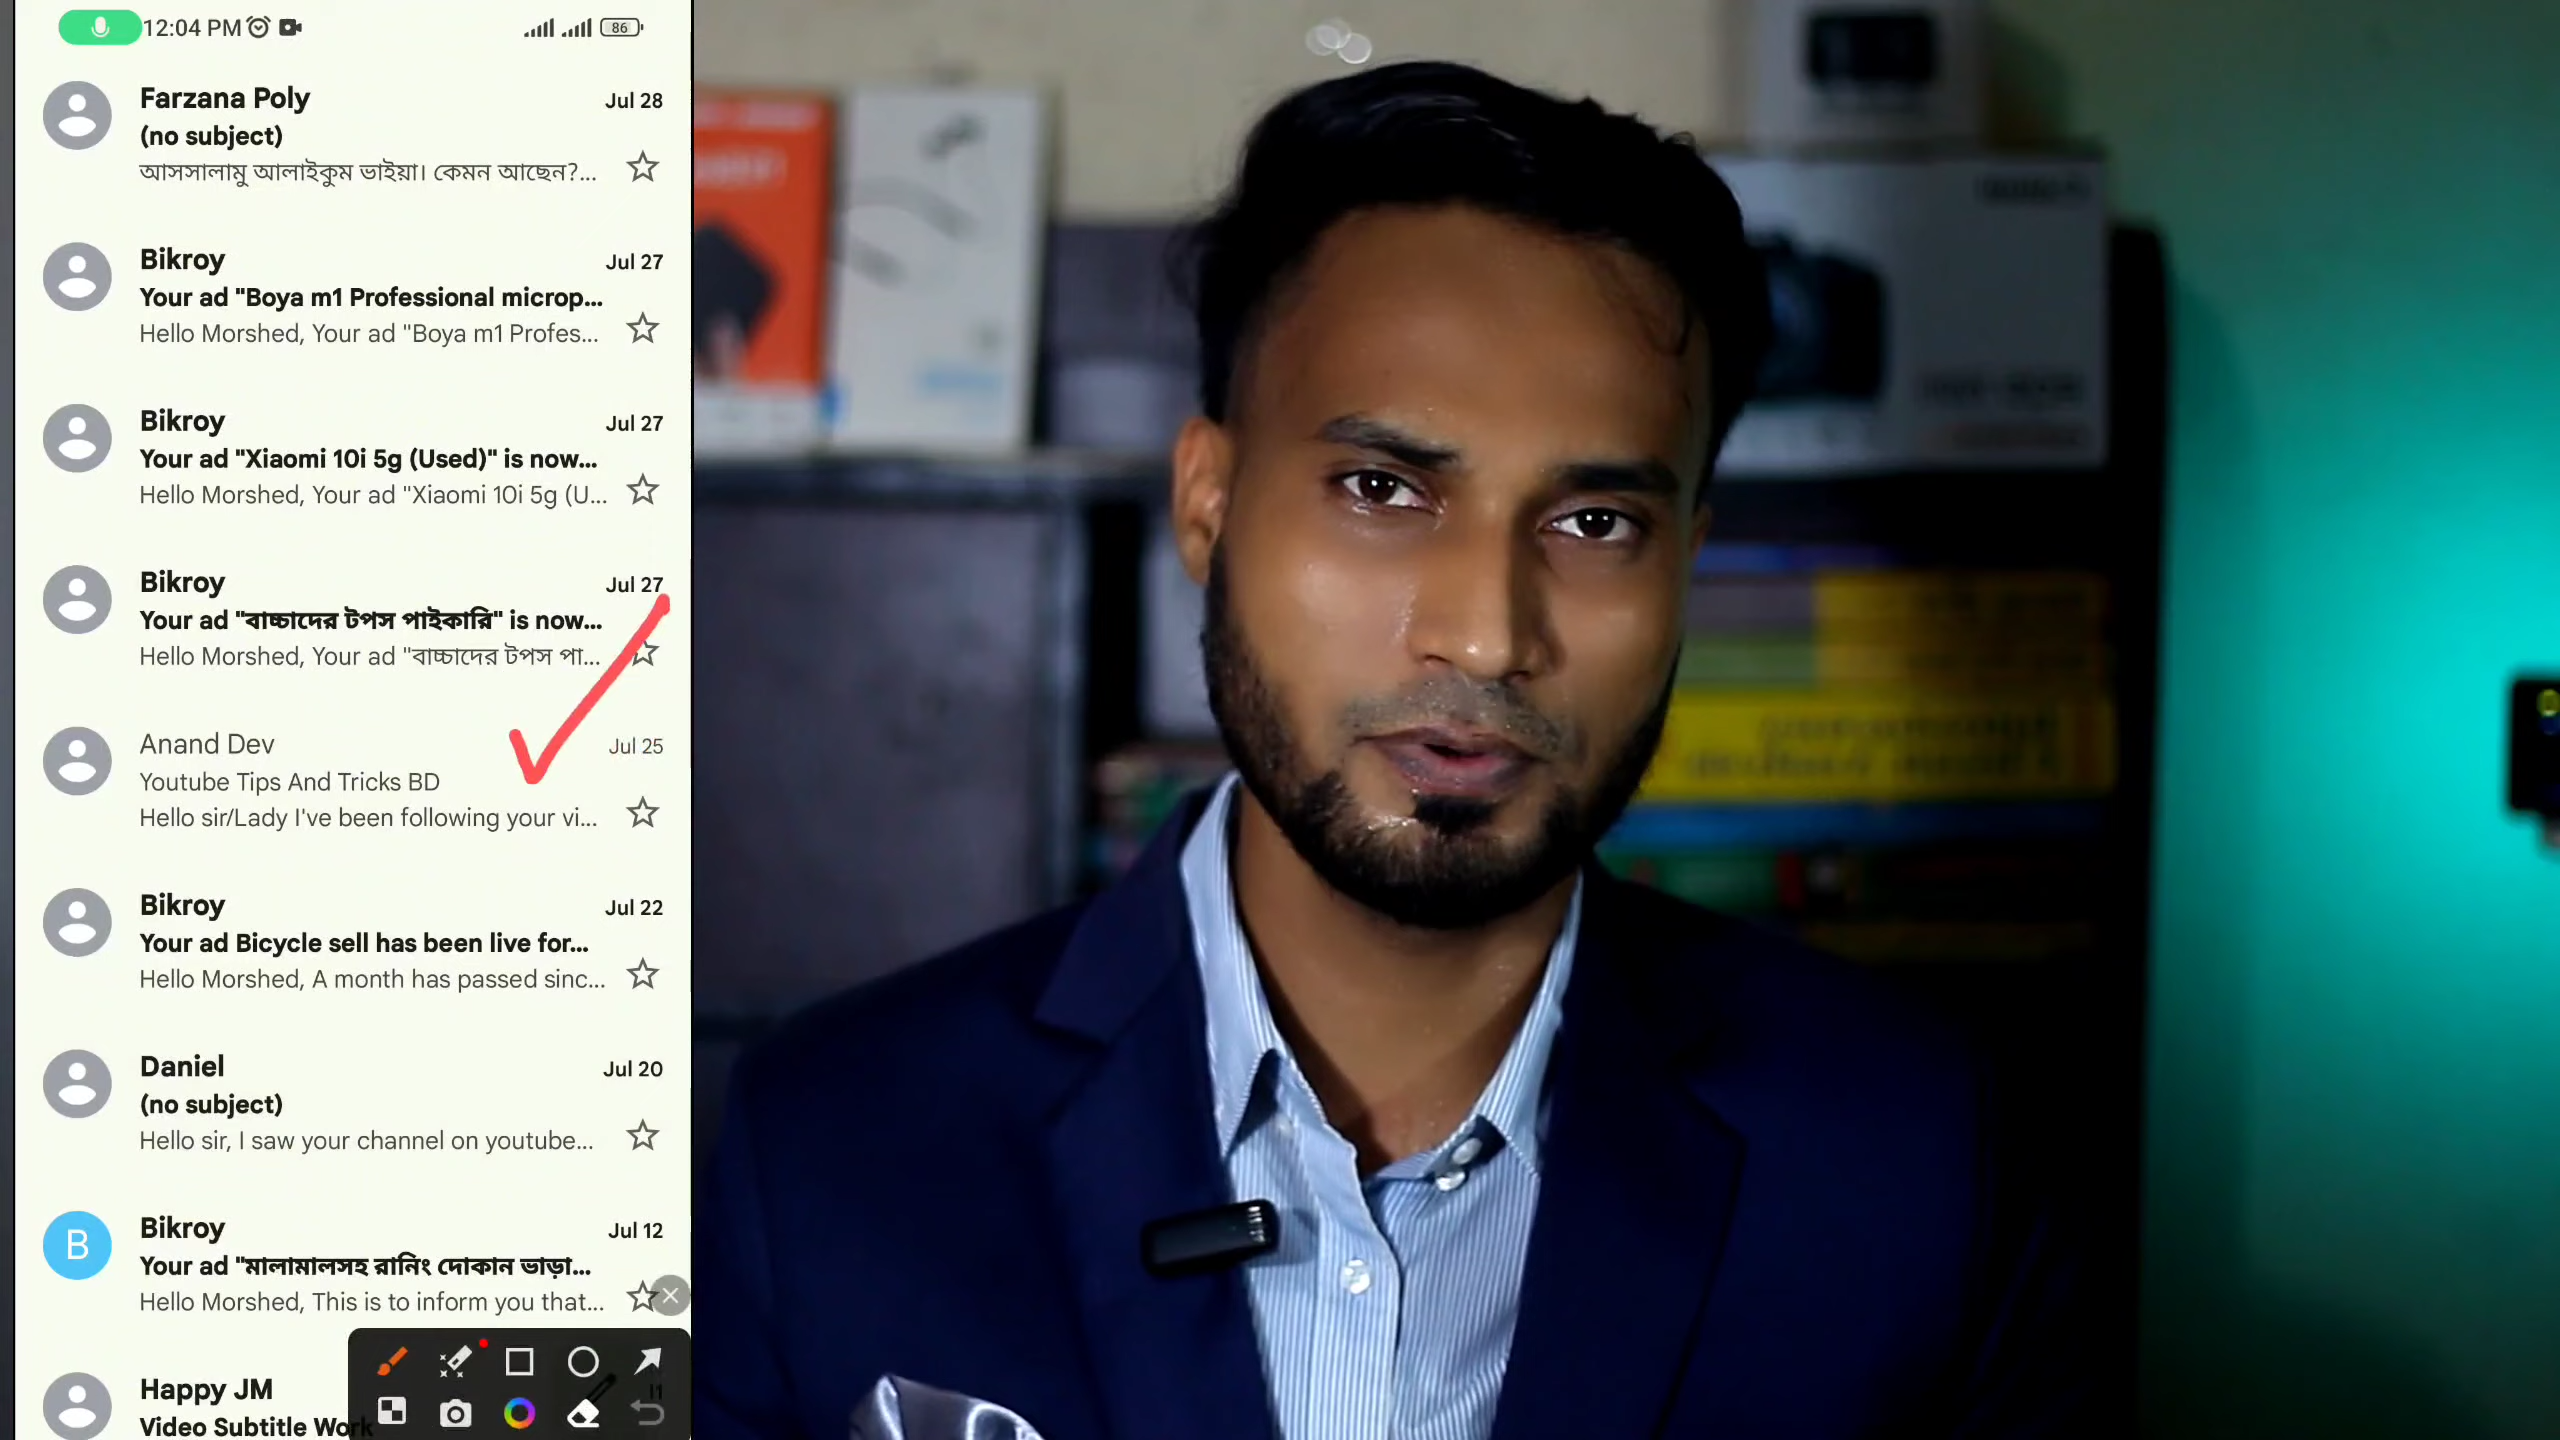 12:04 PM
86
Farzana Poly
Jul 28
(no subject)
আসসালামু আলাইকুম ভাইয়া। কেমন আছেন?...
Bikroy
Jul 27
Your ad "Boya m1 Professional microp...
Hello Morshed, Your ad "Boya m1 Profes...
Bikroy
Jul 27
Your ad "Xiaomi 10i 5g (Used)" is now...
Hello Morshed, Your ad "Xiaomi 10i 5g (U...
Bikroy
Jul 27
Your ad "বাচ্চাদের টপস পাইকারি" is now...
Hello Morshed, Your ad "বাচ্চাদের টপস পা...
Anand Dev
Jul 25
Youtube Tips And Tricks BD
Hello sir/Lady I've been following your vi...
Bikroy
Jul 22
Your ad Bicycle sell has been live for...
Hello Morshed, A month has passed sinc...
Daniel
Jul 20
(no subject)
Hello sir, I saw your channel on youtube...
B
Bikroy
Jul 12
Your ad "মালামালসহ রানিং দোকান ভাড়া...
Hello Morshed, This is to inform you that...
Happy JM
Video Subtitle Work